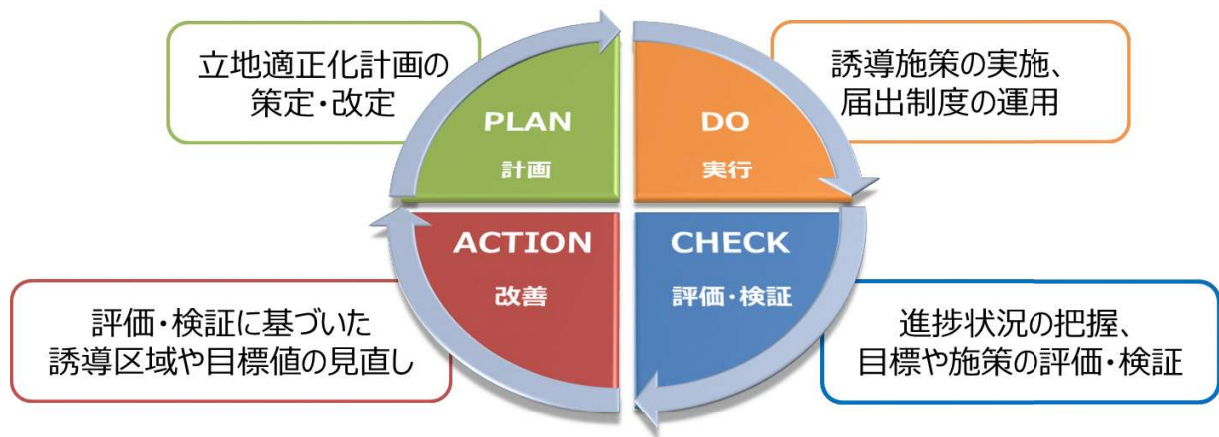 立地適正化計画の
策定・改定
PLAN
計画
DO
実行
誘導施策の実施、
届出制度の運用
ACTION
改善
CHECK
評価・検証
評価・検証に基づいた
誘導区域や目標値の見直し
進捗状況の把握、
目標や施策の評価・検証